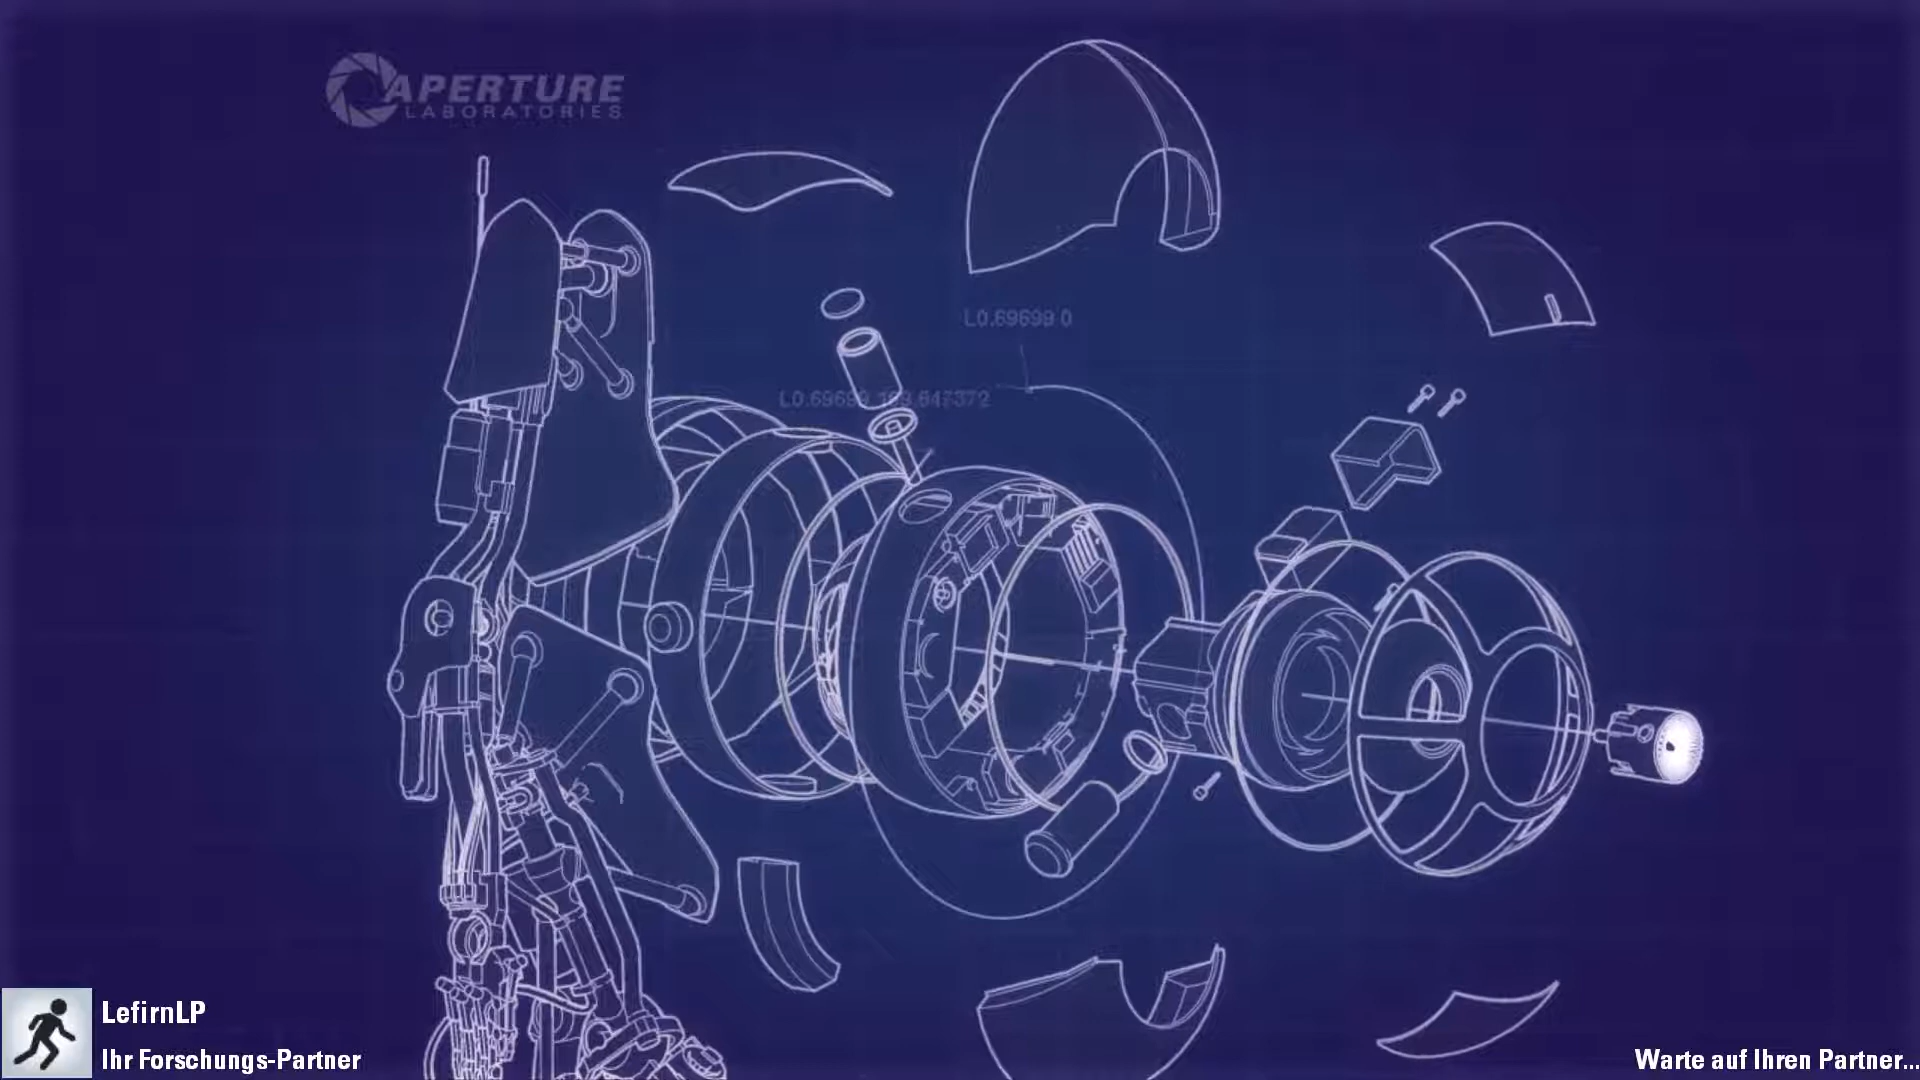 APERTURE
LABORATORIES
L0.69699 0
LefirnLP
Ihr Forschungs-Partner
Warte auf Ihren Partner...